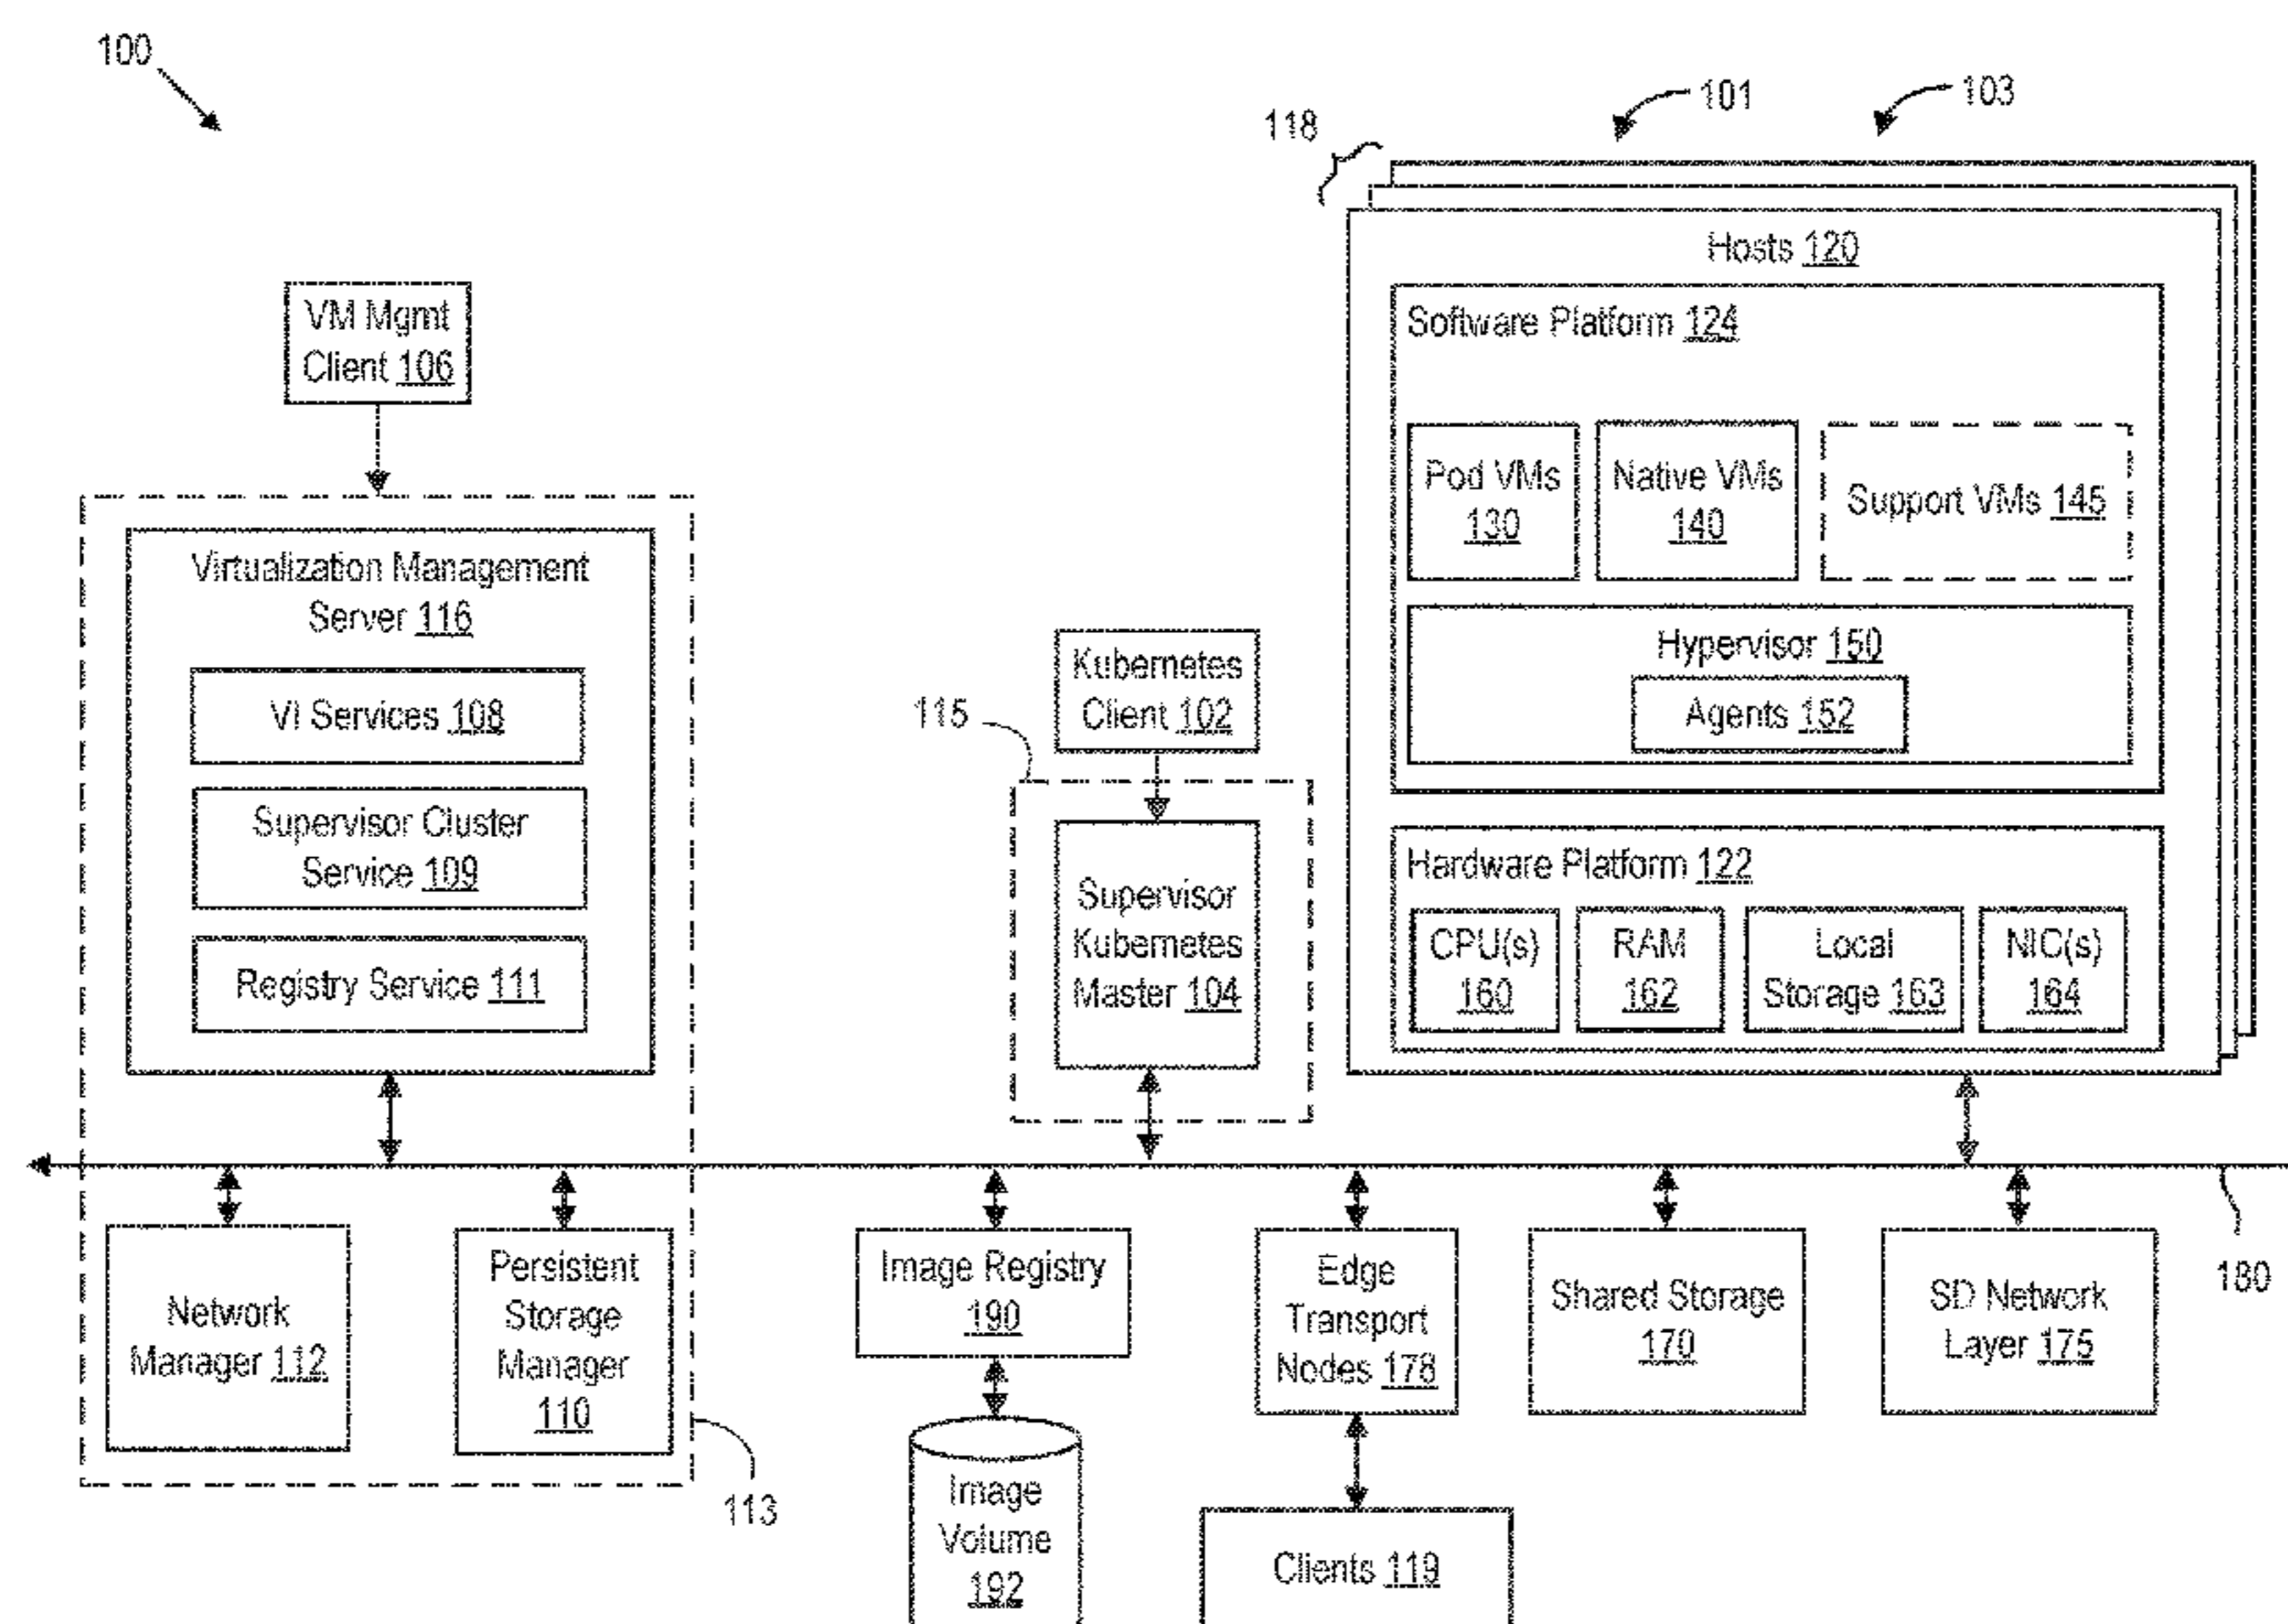 100
101
103
118
Hosts 120
Software Platform 124
VM Mgmt
Client 106
Pod VMs
130
Native VMs
140
Support VMs 145
Virtualization Management
Server 116
Hypervisor 150
Agents 152
VI Services 108
Kubernetes
Client 102
115
Supervisor Cluster
Service 109
Registry Service 111
Supervisor
Kubernetes
Master 104
Hardware Platform 122
CPU(s)
160
RAM
162
Local
Storage 163
NIC(s)
164
Network
Manager 112
Persistent
Storage
Manager
110
Image Registry
190
Edge
Transport
Nodes 178
Shared Storage
170
SD Network
Layer 175
180
113
Image
Volume
192
Clients 119